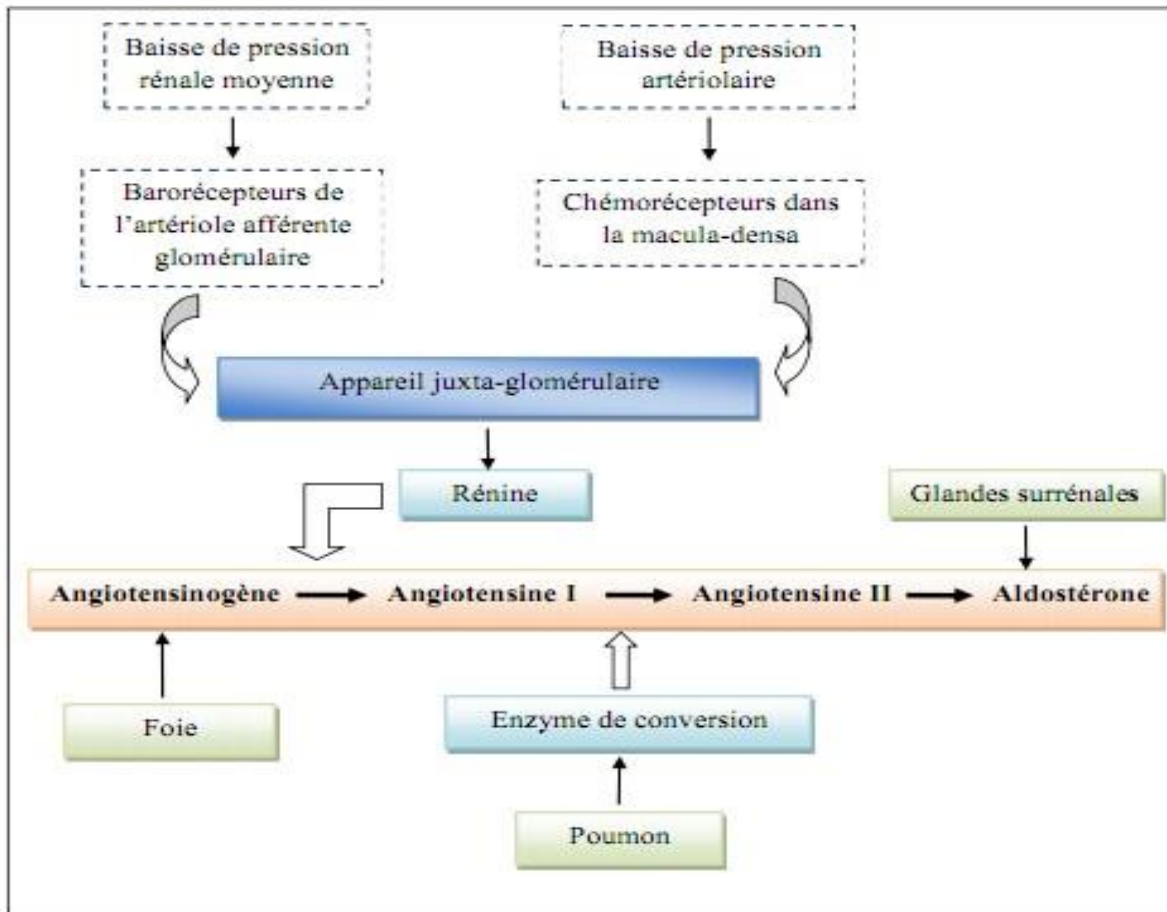 Baisse de pression
rénale moyenne
Baisse de pression
artériolaire
Barorécepteurs de
l'artériole afférente
glomérulaire
Chémorécepteurs dans
la macula-densa
Appareil juxta-glomérulaire
Rénine
Glandes surrénales
Angiotensinogène Angiotensine I Angiotensine II Aldostérone
Foie
Enzyme de conversion
Poumon